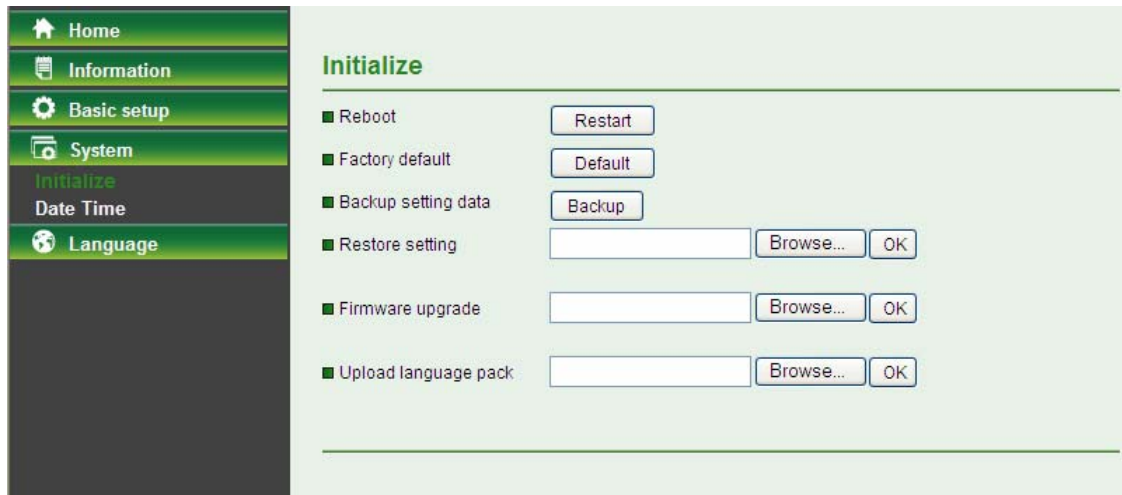 Home
Information
Basic setup
System
Initialize
Date Time
Language
Initialize
Reboot Restart
Factory default Default
Backup setting data Backup
Restore setting Browse... OK
Firmware upgrade Browse... OK
Upload language pack Browse... OK